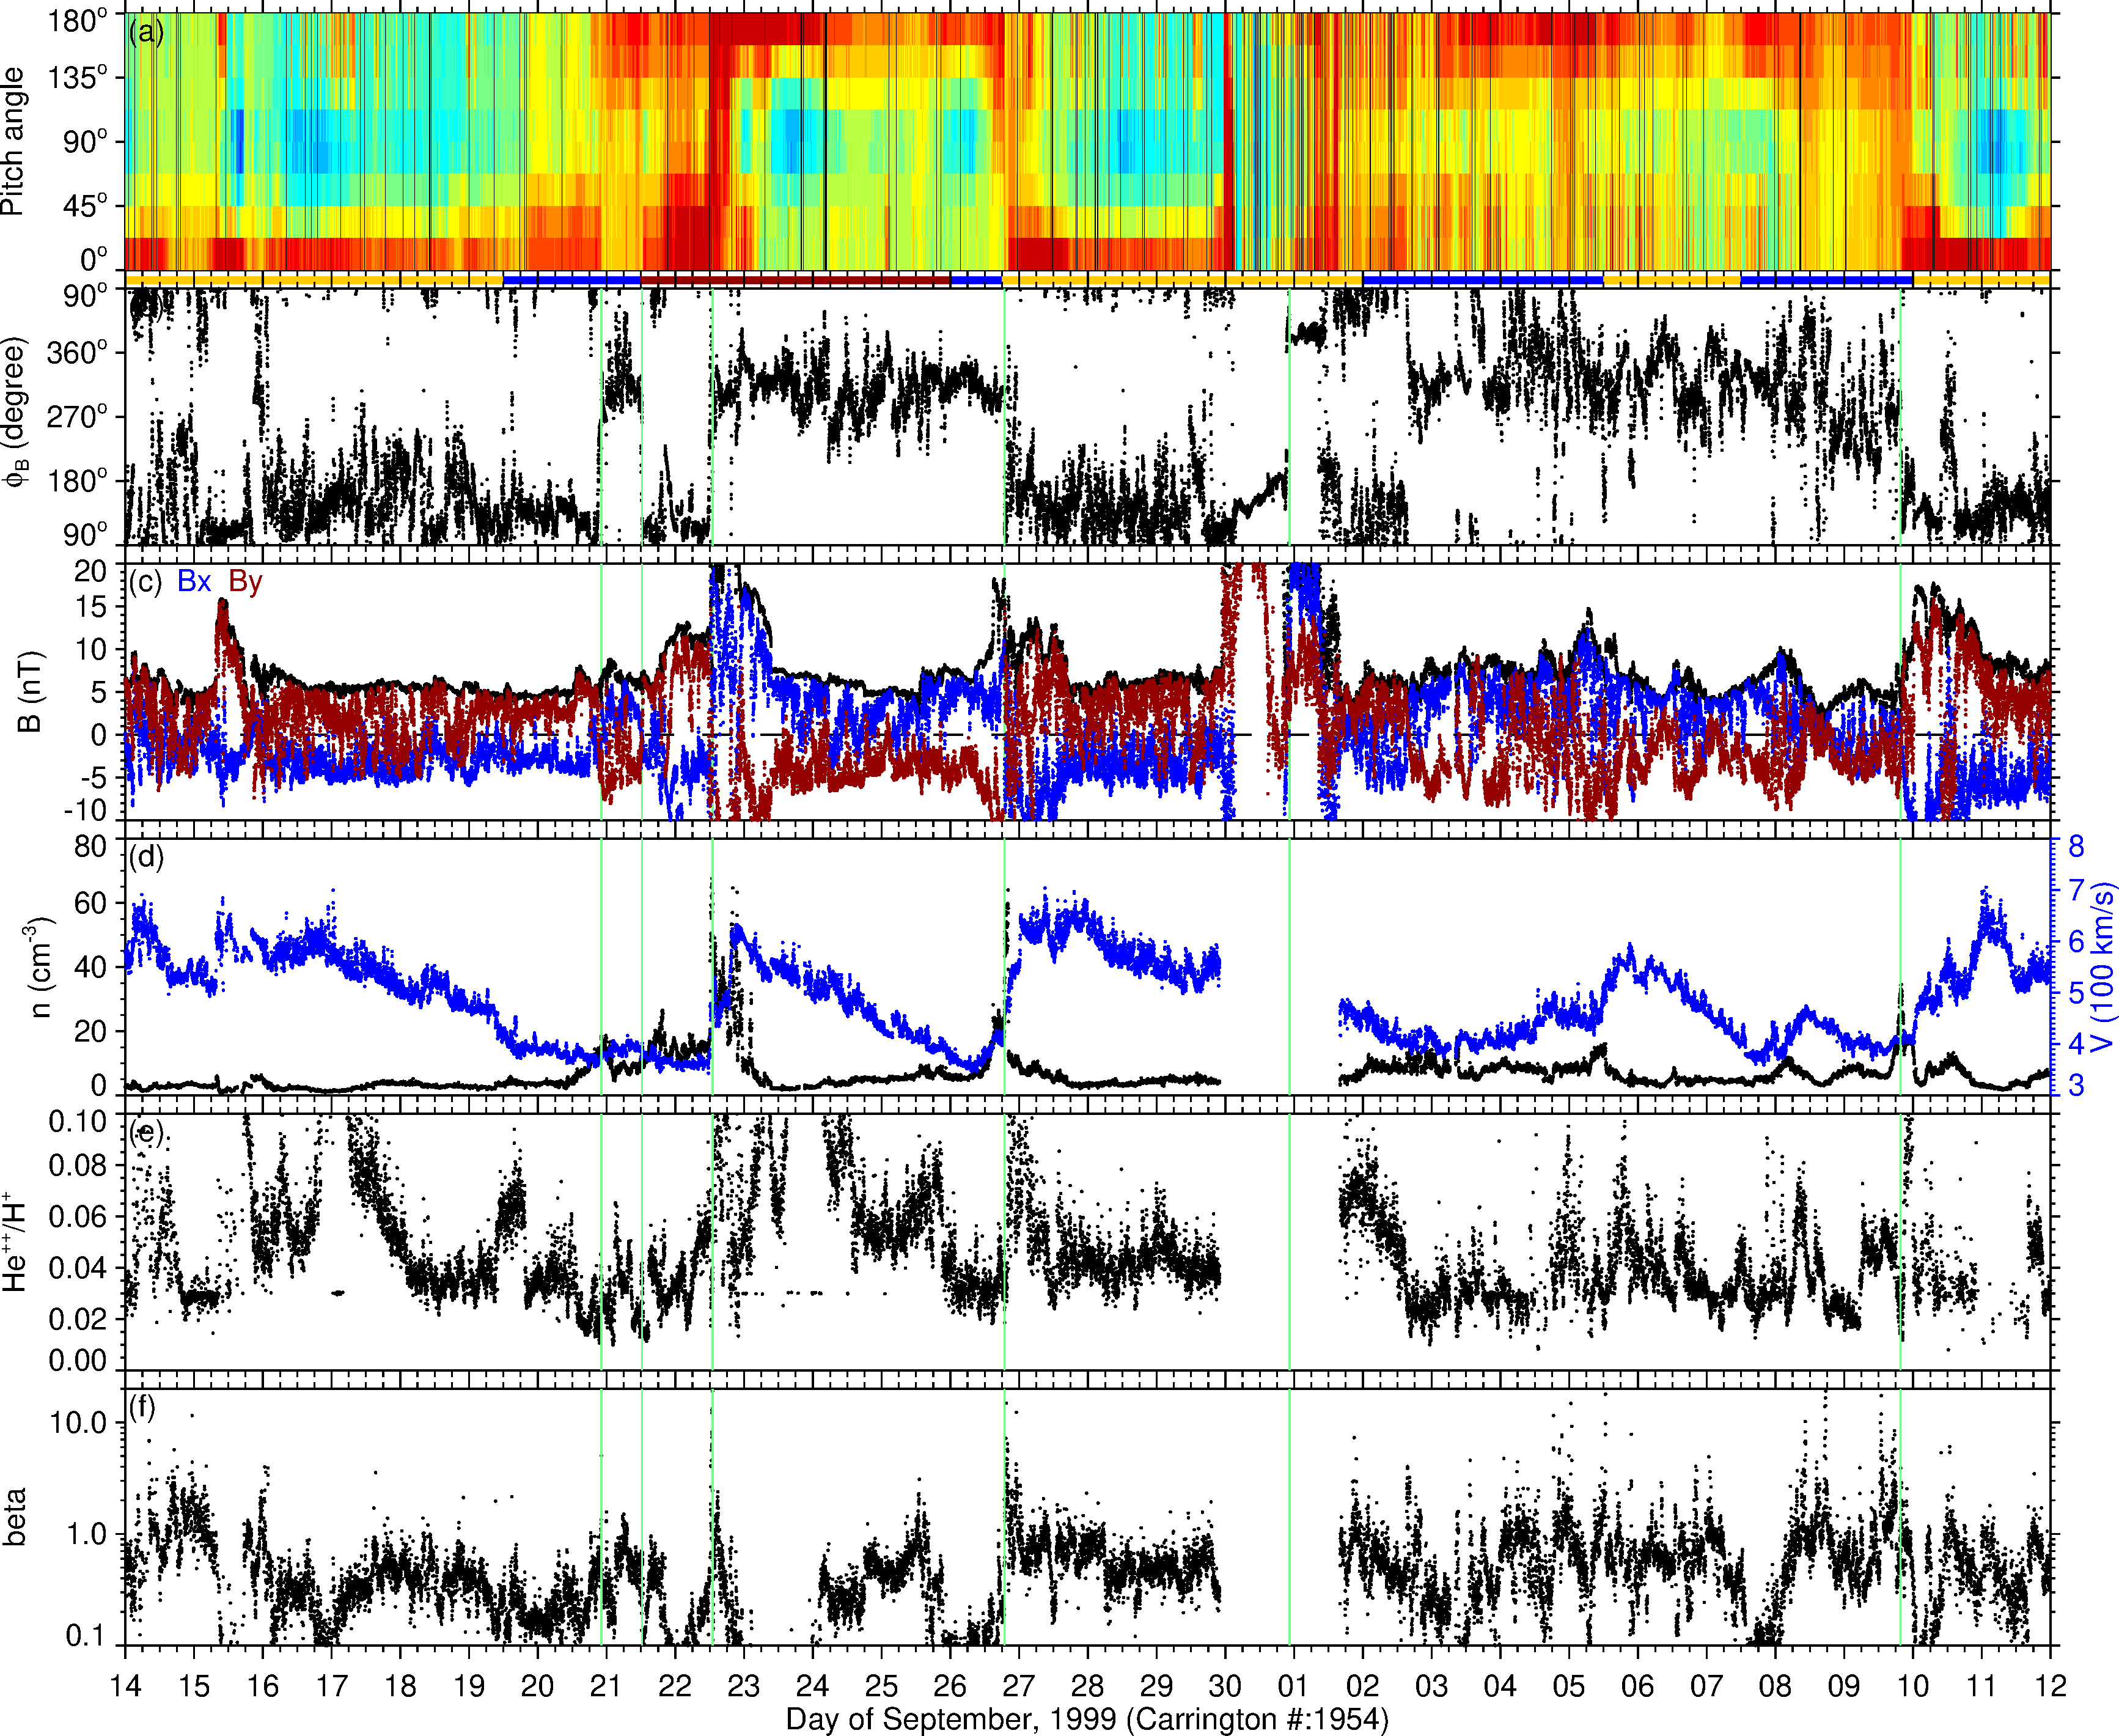 (a)
Pitch angle
180°
135°
90°
45°
0°
ϕB (degree)
90°
360°
270°
180°
90°
(c) Bx By
B (nT)
20
15
10
5
0
-5
-10
(d)
n (cm-3)
80
60
40
20
0
V (100 km/s)
8
7
6
5
4
3
(e)
He++/H+
0.10
0.08
0.06
0.04
0.02
0.00
(f)
beta
10.0
1.0
0.1
14 15 16 17 18 19 20 21 22 23 24 25 26 27 28 29 30 01 02 03 04 05 06 07 08 09 10 11 12
Day of September, 1999 (Carrington #:1954)